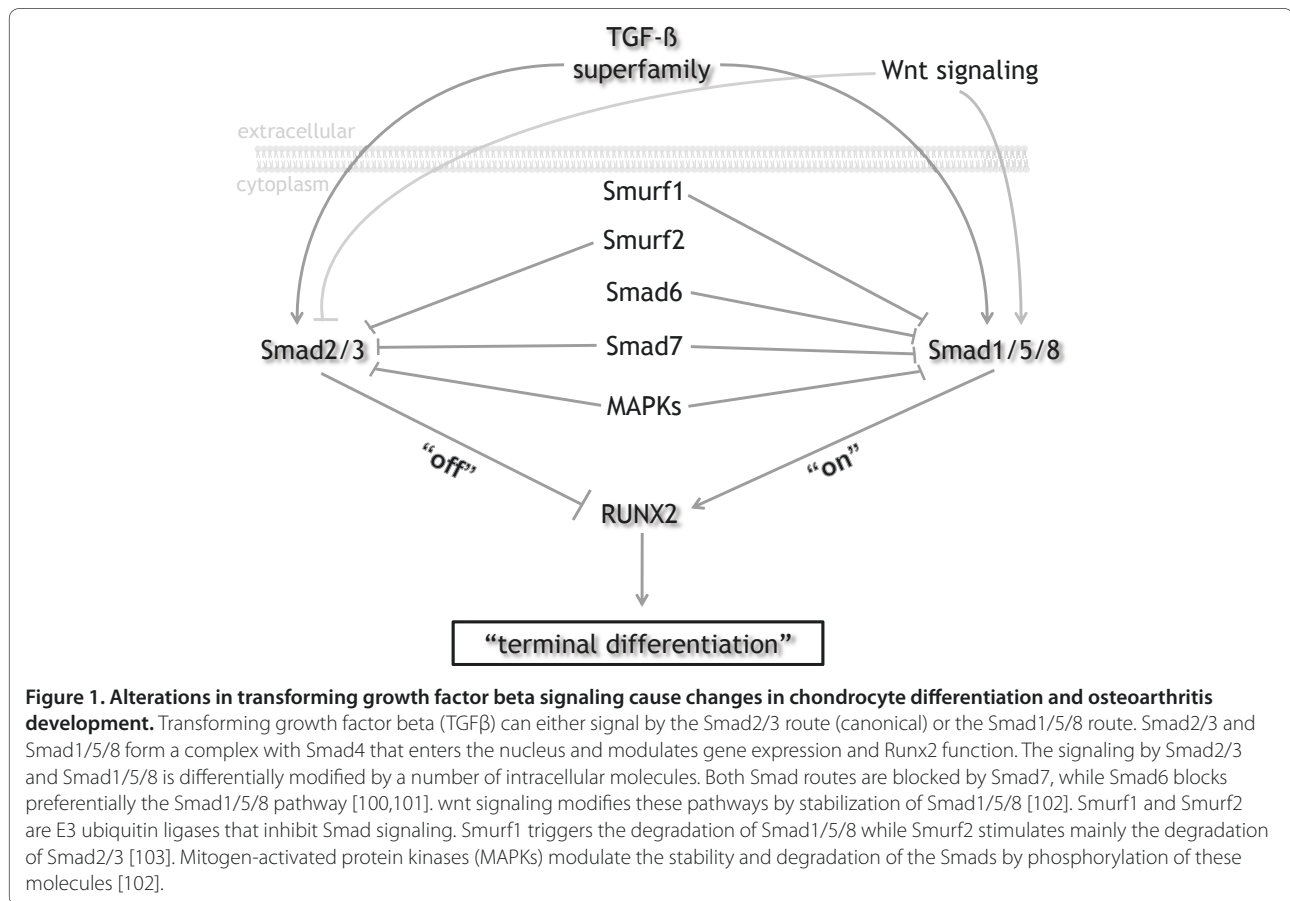 TGF-ß
superfamily
Wnt signaling
extracellular
cytoplasm
Smurf1
Smurf2
Smad6
Smad2/3
Smad7
Smad1/5/8
MAPKs
“off”
“on”
RUNX2
“terminal differentiation”
Figure 1. Alterations in transforming growth factor beta signaling cause changes in chondrocyte differentiation and osteoarthritis
development. Transforming growth factor beta (TGFβ) can either signal by the Smad2/3 route (canonical) or the Smad1/5/8 route. Smad2/3 and
Smad1/5/8 form a complex with Smad4 that enters the nucleus and modulates gene expression and Runx2 function. The signaling by Smad2/3
and Smad1/5/8 is differentially modified by a number of intracellular molecules. Both Smad routes are blocked by Smad7, while Smad6 blocks
preferentially the Smad1/5/8 pathway [100,101]. wnt signaling modifies these pathways by stabilization of Smad1/5/8 [102]. Smurf1 and Smurf2
are E3 ubiquitin ligases that inhibit Smad signaling. Smurf1 triggers the degradation of Smad1/5/8 while Smurf2 stimulates mainly the degradation
of Smad2/3 [103]. Mitogen-activated protein kinases (MAPKs) modulate the stability and degradation of the Smads by phosphorylation of these
molecules [102].